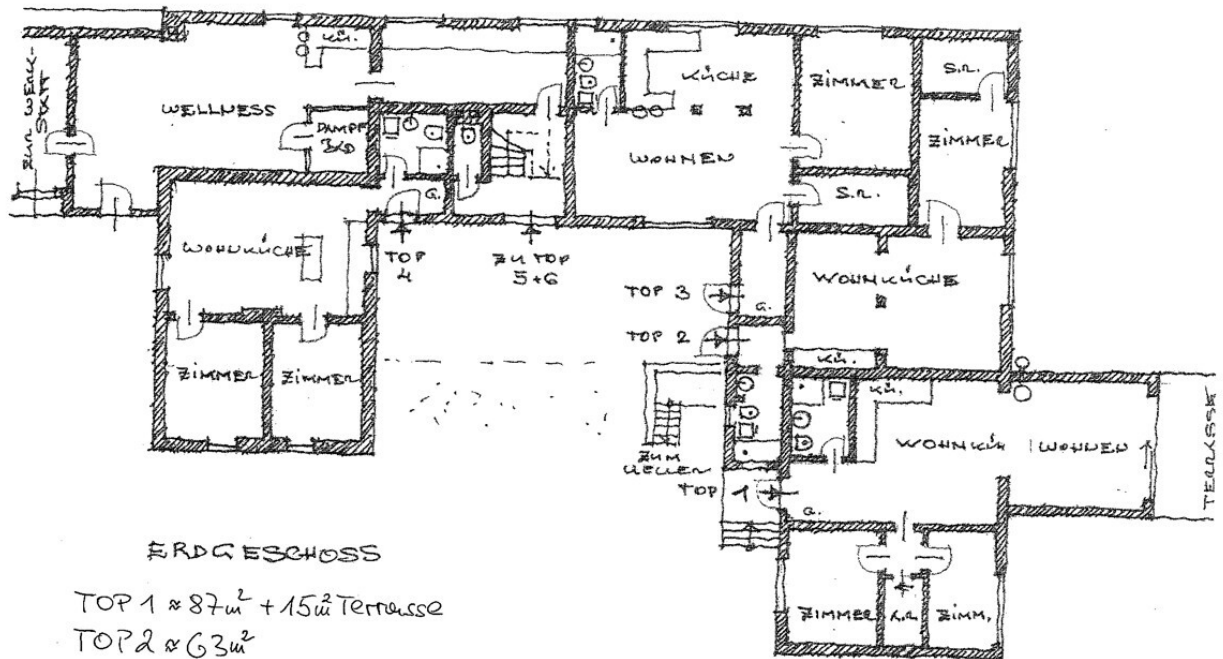 ZUR WERK-
STATT
WELLNESS
KÜ.
DAMPF
BAD
G.
KÜCHE
WOHNEN
ZIMMER
S.R.
S.R.
ZIMMER
WOHNKÜCHE
TOP
4
ZU TOP
5+6
TOP 3
G.
TOP 2
WOHNKÜCHE
KÜ.
ZIMMER
ZIMMER
ZUM
KELLER
TOP 1
G.
KÜ.
WOHNKÜ
WOHNEN
TERRASSE
ZIMMER
S.R.
ZIMM.
ERDGESCHOSS
TOP 1 ≈ 87m² + 15m² Terrasse
TOP 2 ≈ 63m²